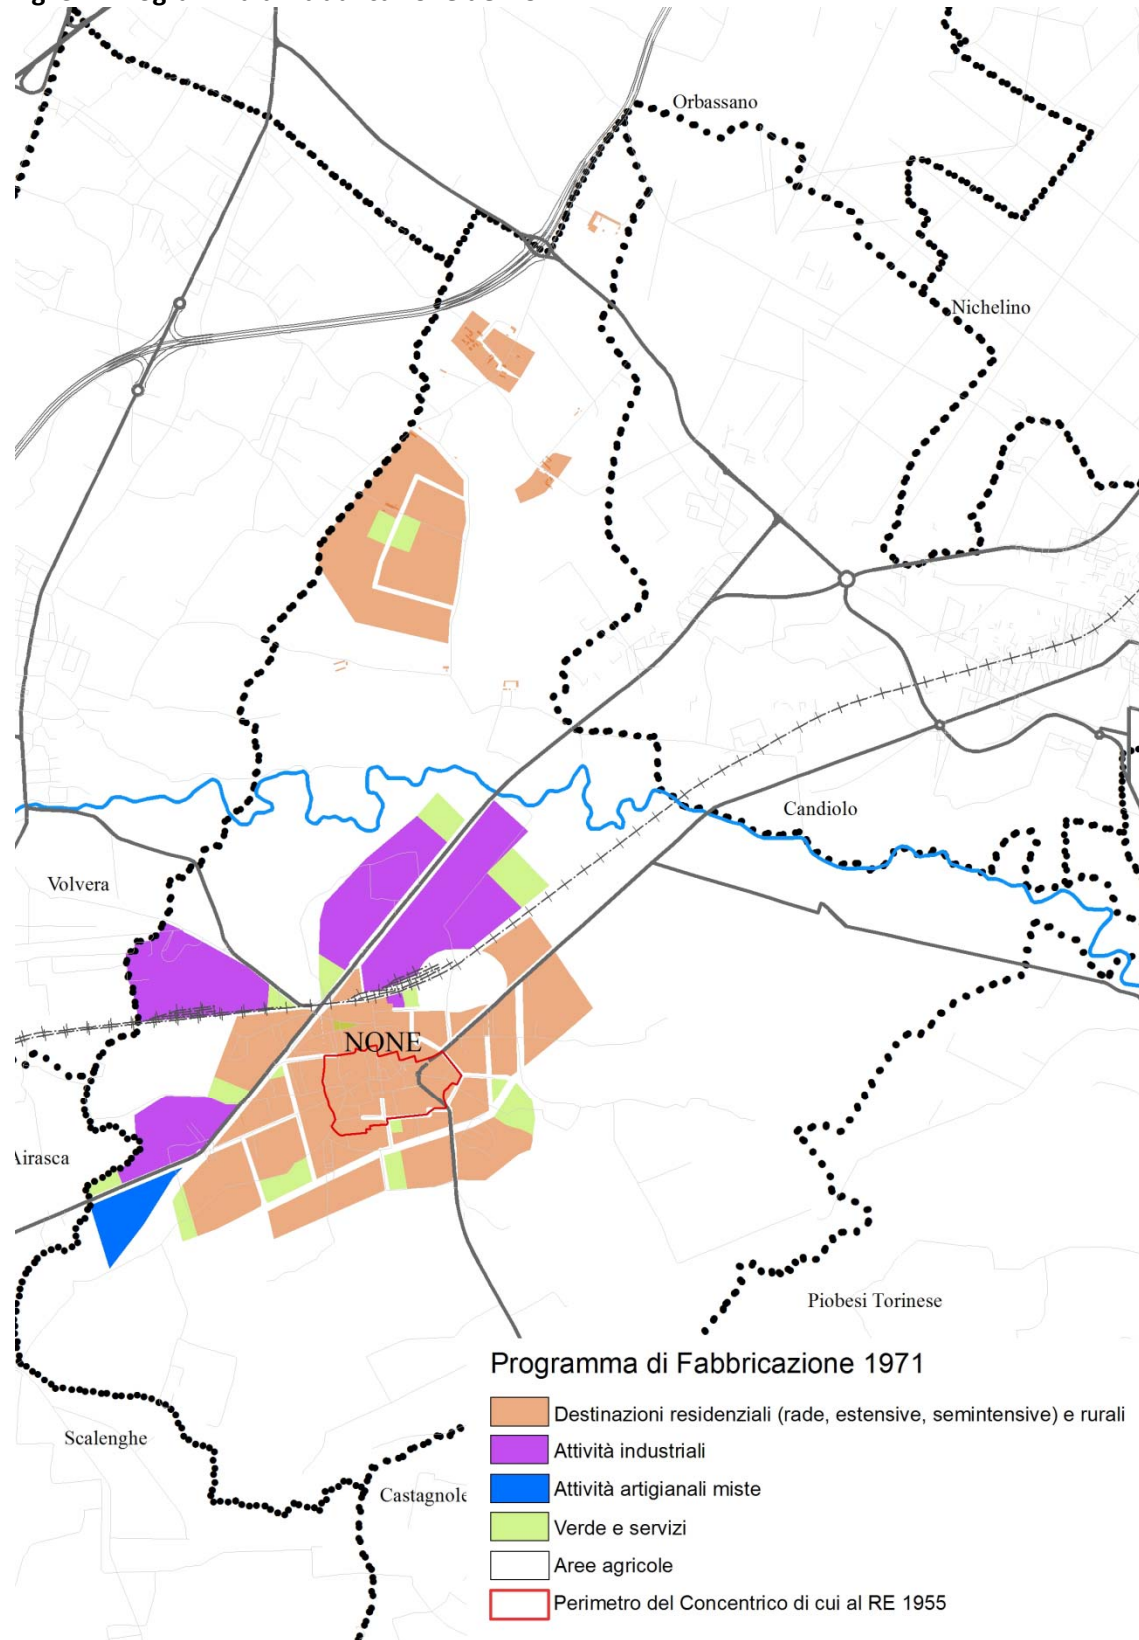 Orbassano
Nichelino
Candiolo
Volvera
NONE
Airasca
Piobesi Torinese
Scalenghe
Castagnole
Programma di Fabbricazione 1971
Destinazioni residenziali (rade, estensive, semintensive) e rurali
Attività industriali
Attività artigianali miste
Verde e servizi
Aree agricole
Perimetro del Concentrico di cui al RE 1955